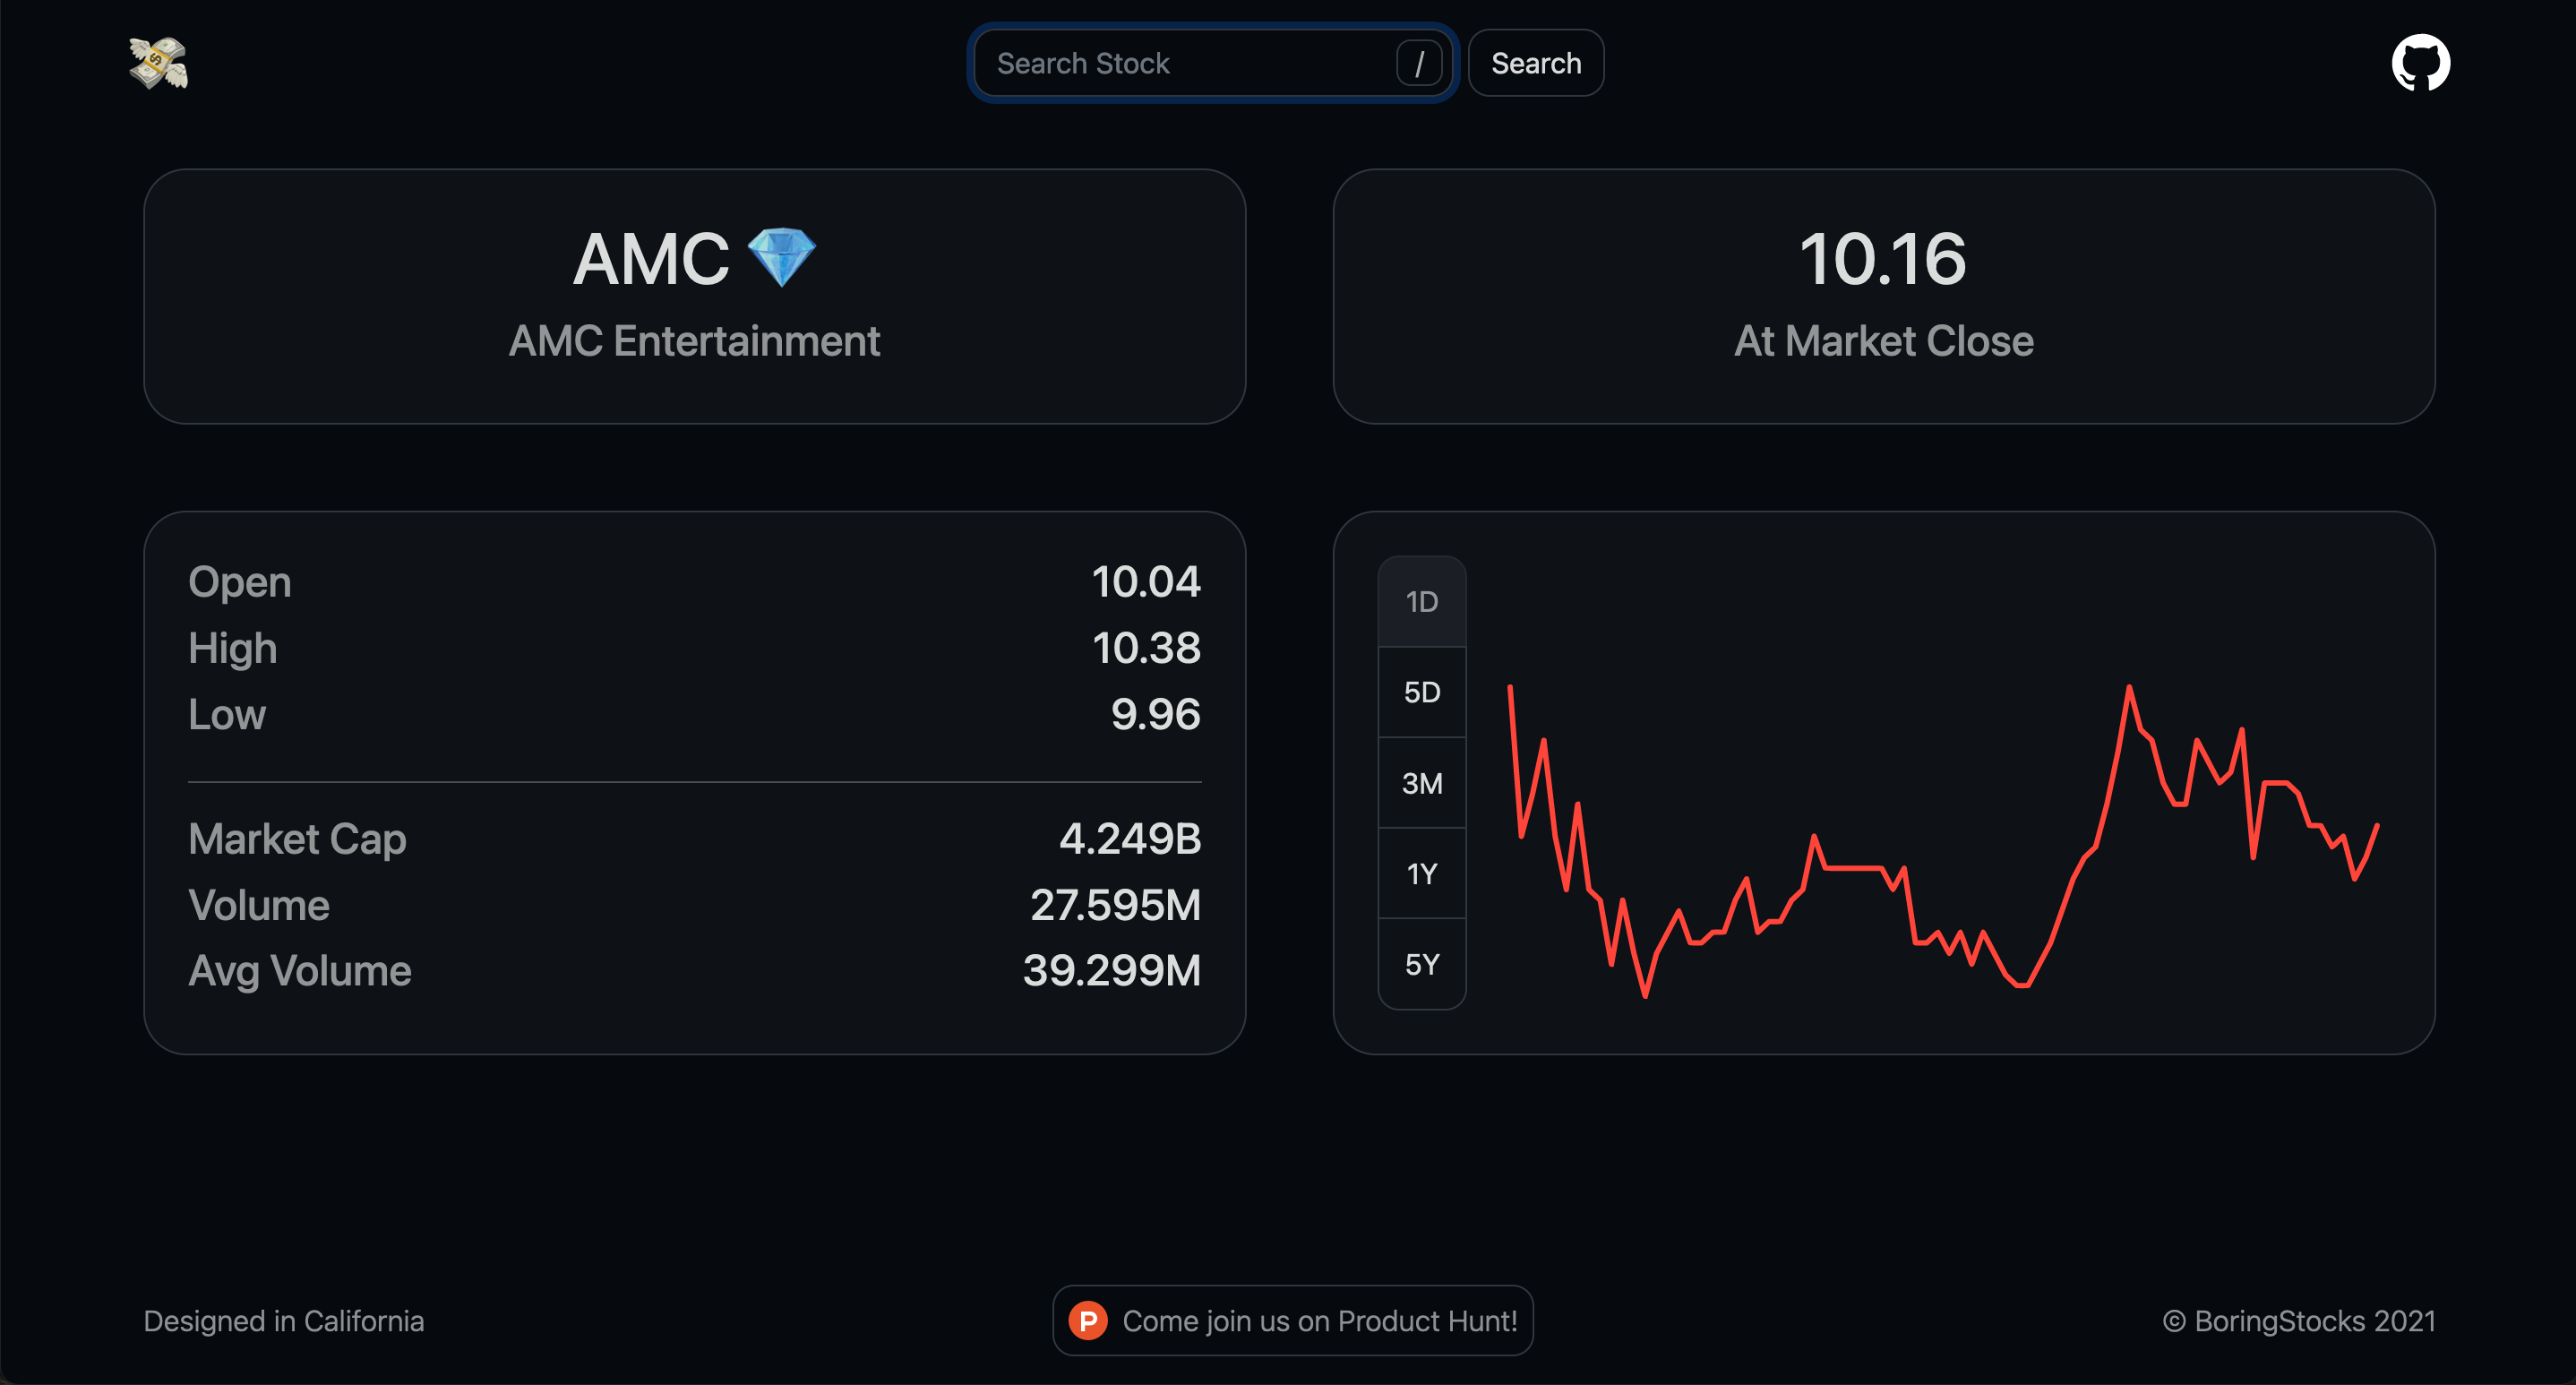 Search Stock
/
Search
AMC 💎
AMC Entertainment
10.16
At Market Close
Open 10.04
High 10.38
Low 9.96
Market Cap 4.249B
Volume 27.595M
Avg Volume 39.299M
1D
5D
3M
1Y
5Y
Designed in California
P Come join us on Product Hunt!
© BoringStocks 2021